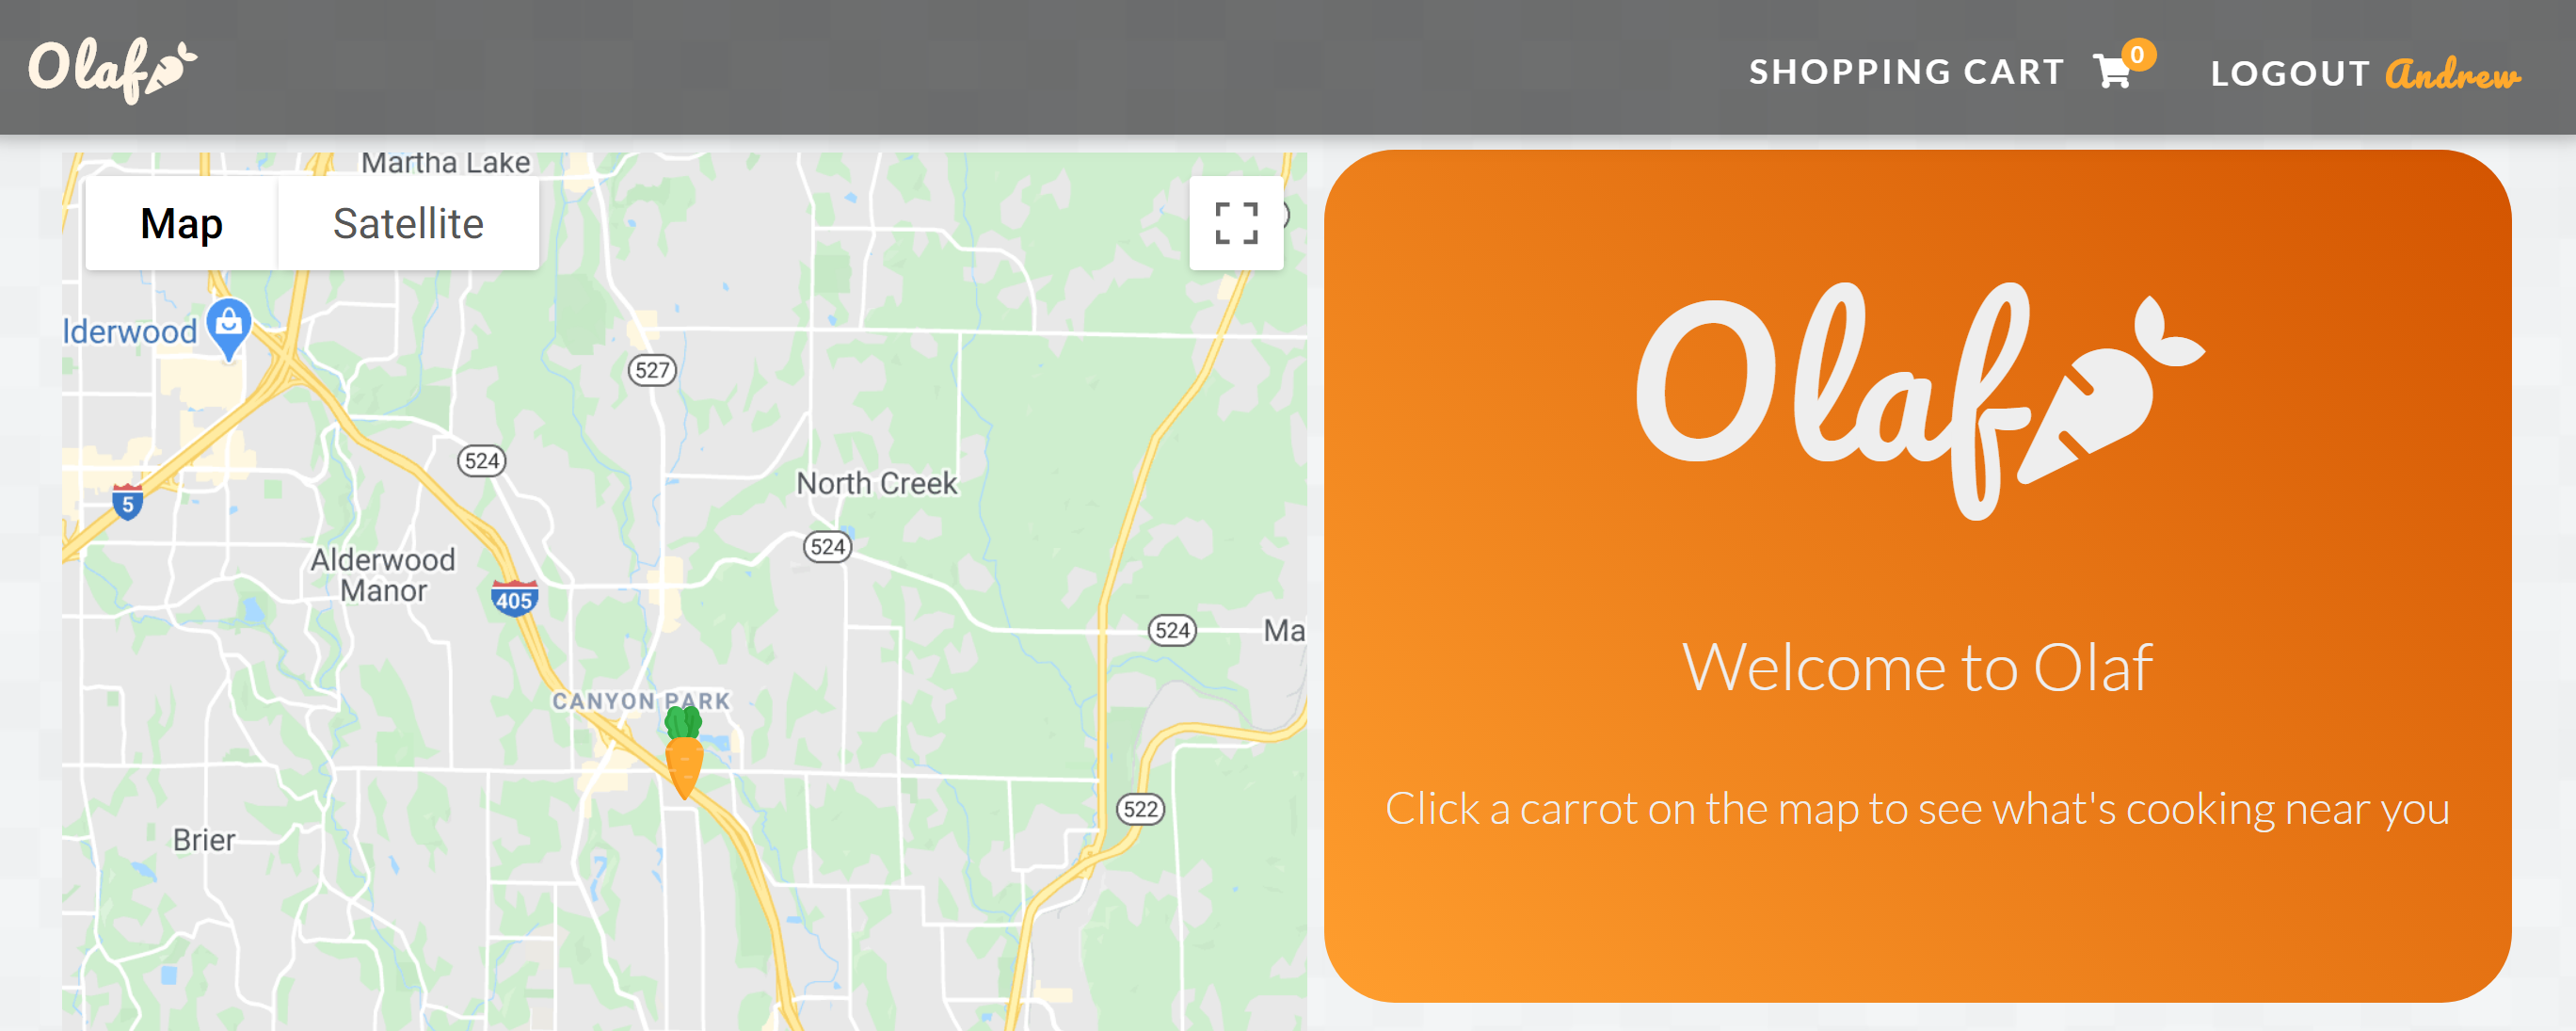 Olaf
SHOPPING CART 0
LOGOUT Andrew
Martha Lake
Map
Satellite
lderwood
527
524
North Creek
5
524
Alderwood
Manor
405
524
Ma
CANYON PARK
522
Brier
Olaf
Welcome to Olaf
Click a carrot on the map to see what's cooking near you